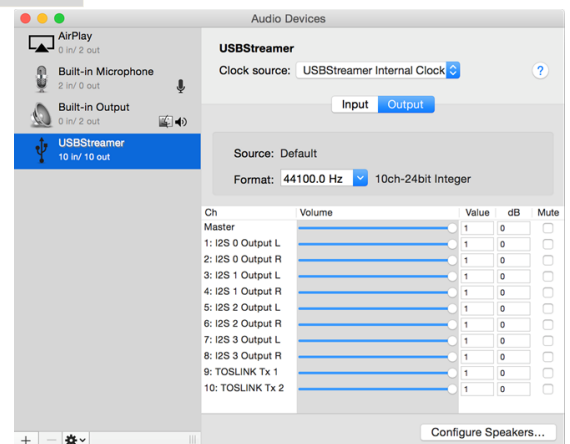 Audio Devices
AirPlay
0 in/ 2 out
Built-in Microphone
2 in/ 0 out
Built-in Output
0 in/ 2 out
USBStreamer
10 in/ 10 out
USBStreamer
Clock source: USBStreamer Internal Clock ?
Input Output
Source: Default
Format: 44100.0 Hz 10ch-24bit Integer
Ch Volume Value dB Mute
Master 1 0
1: I2S 0 Output L 1 0
2: I2S 0 Output R 1 0
3: I2S 1 Output L 1 0
4: I2S 1 Output R 1 0
5: I2S 2 Output L 1 0
6: I2S 2 Output R 1 0
7: I2S 3 Output L 1 0
8: I2S 3 Output R 1 0
9: TOSLINK Tx 1 1 0
10: TOSLINK Tx 2 1 0
Configure Speakers...